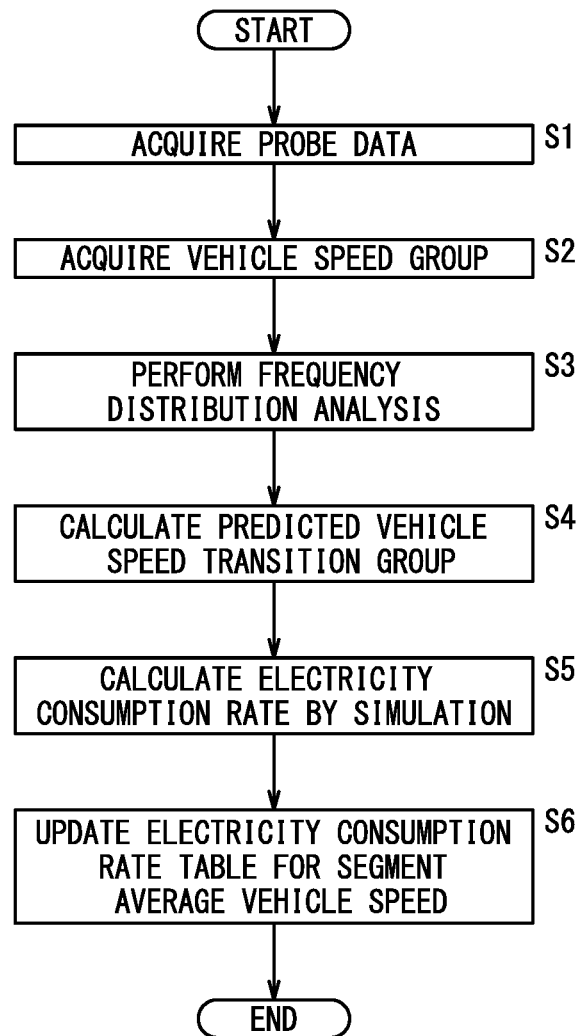 START
ACQUIRE PROBE DATA
S1
ACQUIRE VEHICLE SPEED GROUP
S2
PERFORM FREQUENCY
DISTRIBUTION ANALYSIS
S3
CALCULATE PREDICTED VEHICLE
SPEED TRANSITION GROUP
S4
CALCULATE ELECTRICITY
CONSUMPTION RATE BY SIMULATION
S5
UPDATE ELECTRICITY CONSUMPTION
RATE TABLE FOR SEGMENT
AVERAGE VEHICLE SPEED
S6
END